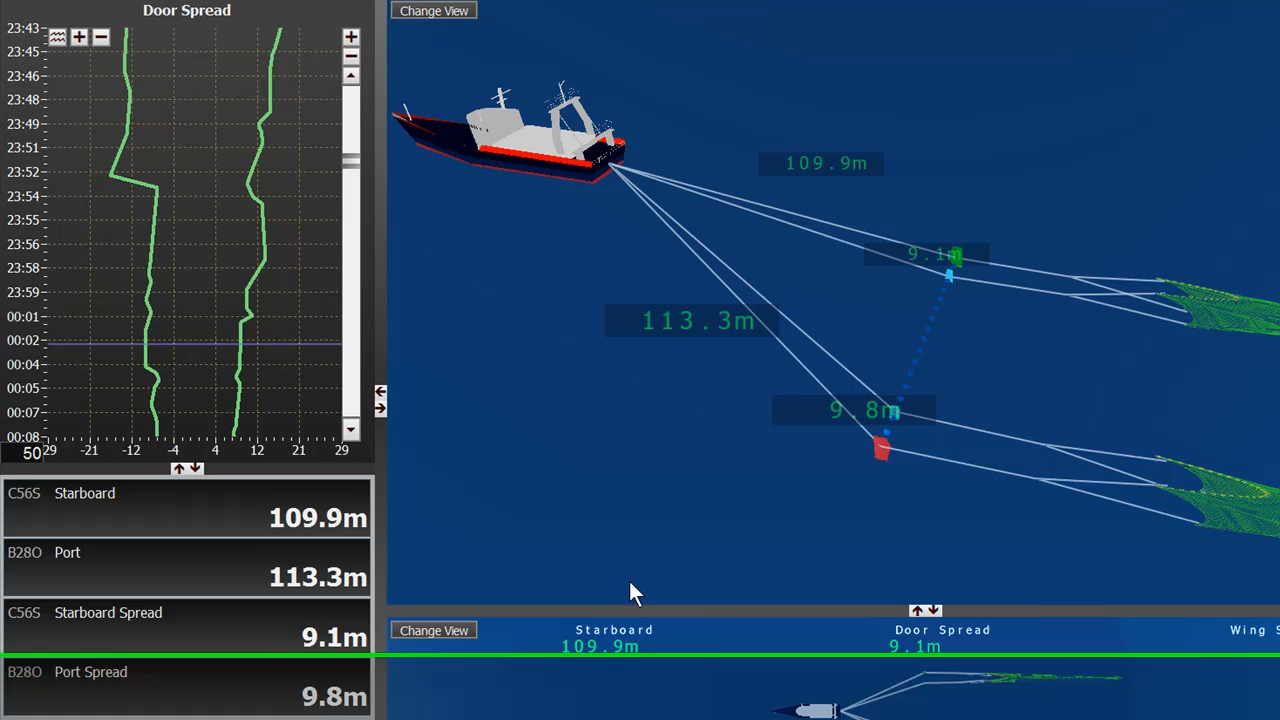 Door Spread
23:43
23:45
23:46
23:48
23:49
23:51
23:52
23:54
23:55
23:56
23:58
23:59
00:01
00:02
00:04
00:05
00:07
00:08
50
29 -21 -12 -4 4 12 21 29
C56S Starboard
109.9m
B28O Port
113.3m
C56S Starboard Spread
9.1m
B28O Port Spread
9.8m
Change View
109.9m
9.1m
113.3m
9.8m
Change View
Starboard Door Spread Wing S
109.9m 9.1m